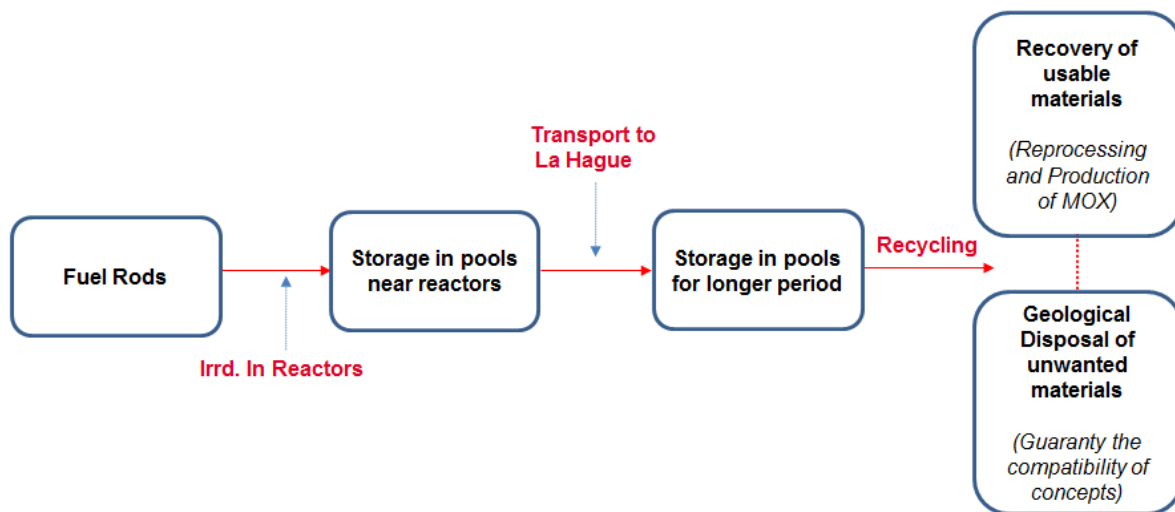 Fuel Rods
Irrd. In Reactors
Storage in pools
near reactors
Transport to
La Hague
Storage in pools
for longer period
Recycling
Recovery of
usable
materials
(Reprocessing
and Production
of MOX)
Geological
Disposal of
unwanted
materials
(Guaranty the
compatibility of
concepts)